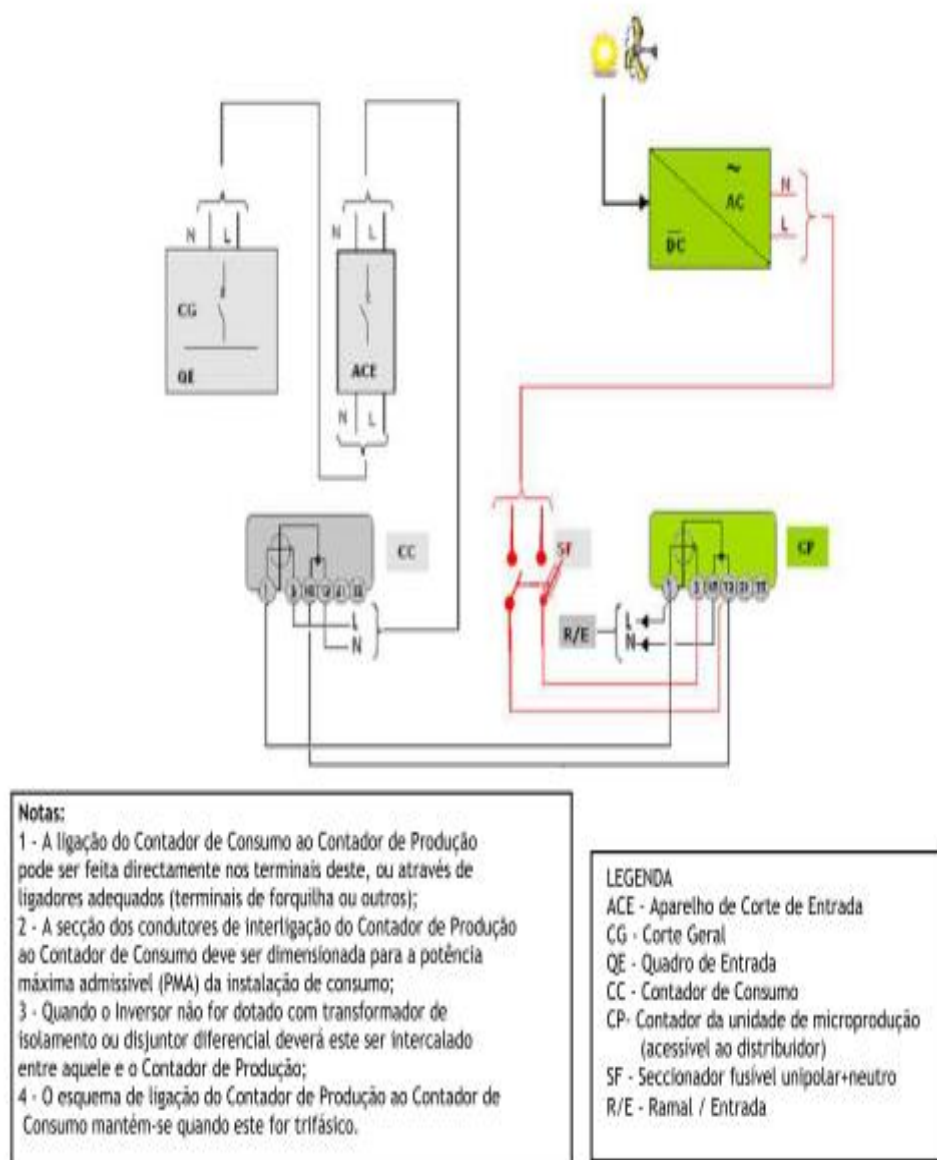 ~
AC
DC
N
L
N L
CG
QE
N L
ACE
N L
CC
L
N
SF
CP
R/E
L
N
Notas:
1 - A ligação do Contador de Consumo ao Contador de Produção
pode ser feita directamente nos terminais deste, ou através de
ligadores adequados (terminais de forquilha ou outros);
2 - A secção dos condutores de interligação do Contador de Produção
ao Contador de Consumo deve ser dimensionada para a potência
máxima admissível (PMA) da instalação de consumo;
3 - Quando o Inversor não for dotado com transformador de
isolamento ou disjuntor diferencial deverá este ser intercalado
entre aquele e o Contador de Produção;
4 - O esquema de ligação do Contador de Produção ao Contador de
Consumo mantém-se quando este for trifásico.
LEGENDA
ACE - Aparelho de Corte de Entrada
CG - Corte Geral
QE - Quadro de Entrada
CC - Contador de Consumo
CP- Contador da unidade de microprodução
(acessível ao distribuidor)
SF - Seccionador fusível unipolar+neutro
R/E - Ramal / Entrada